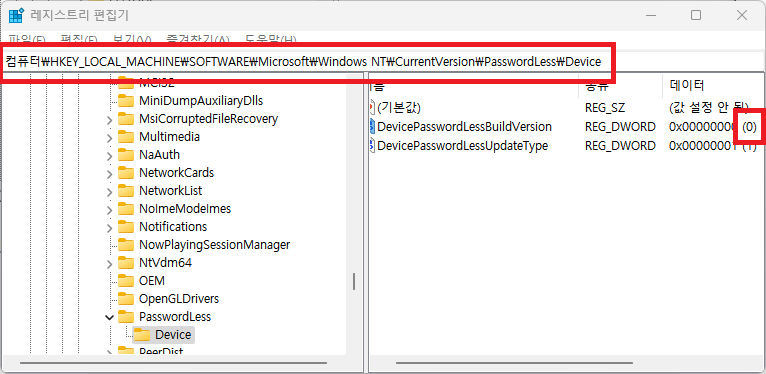 레지스트리 편집기
파일(F) 편집(E) 보기(V) 즐겨찾기(A) 도움말(H)
컴퓨터\HKEY_LOCAL_MACHINE\SOFTWARE\Microsoft\Windows NT\CurrentVersion\PasswordLess\Device
MCI32
MiniDumpAuxiliaryDlls
MsiCorruptedFileRecovery
Multimedia
NaAuth
NetworkCards
NetworkList
NoImeModeImes
Notifications
NowPlayingSessionManager
NtVdm64
OEM
OpenGLDrivers
PasswordLess
Device
PeerDist
이름 종류 데이터
(기본값) REG_SZ (값 설정 안 됨)
DevicePasswordLessBuildVersion REG_DWORD 0x00000000 (0)
DevicePasswordLessUpdateType REG_DWORD 0x00000001 (1)